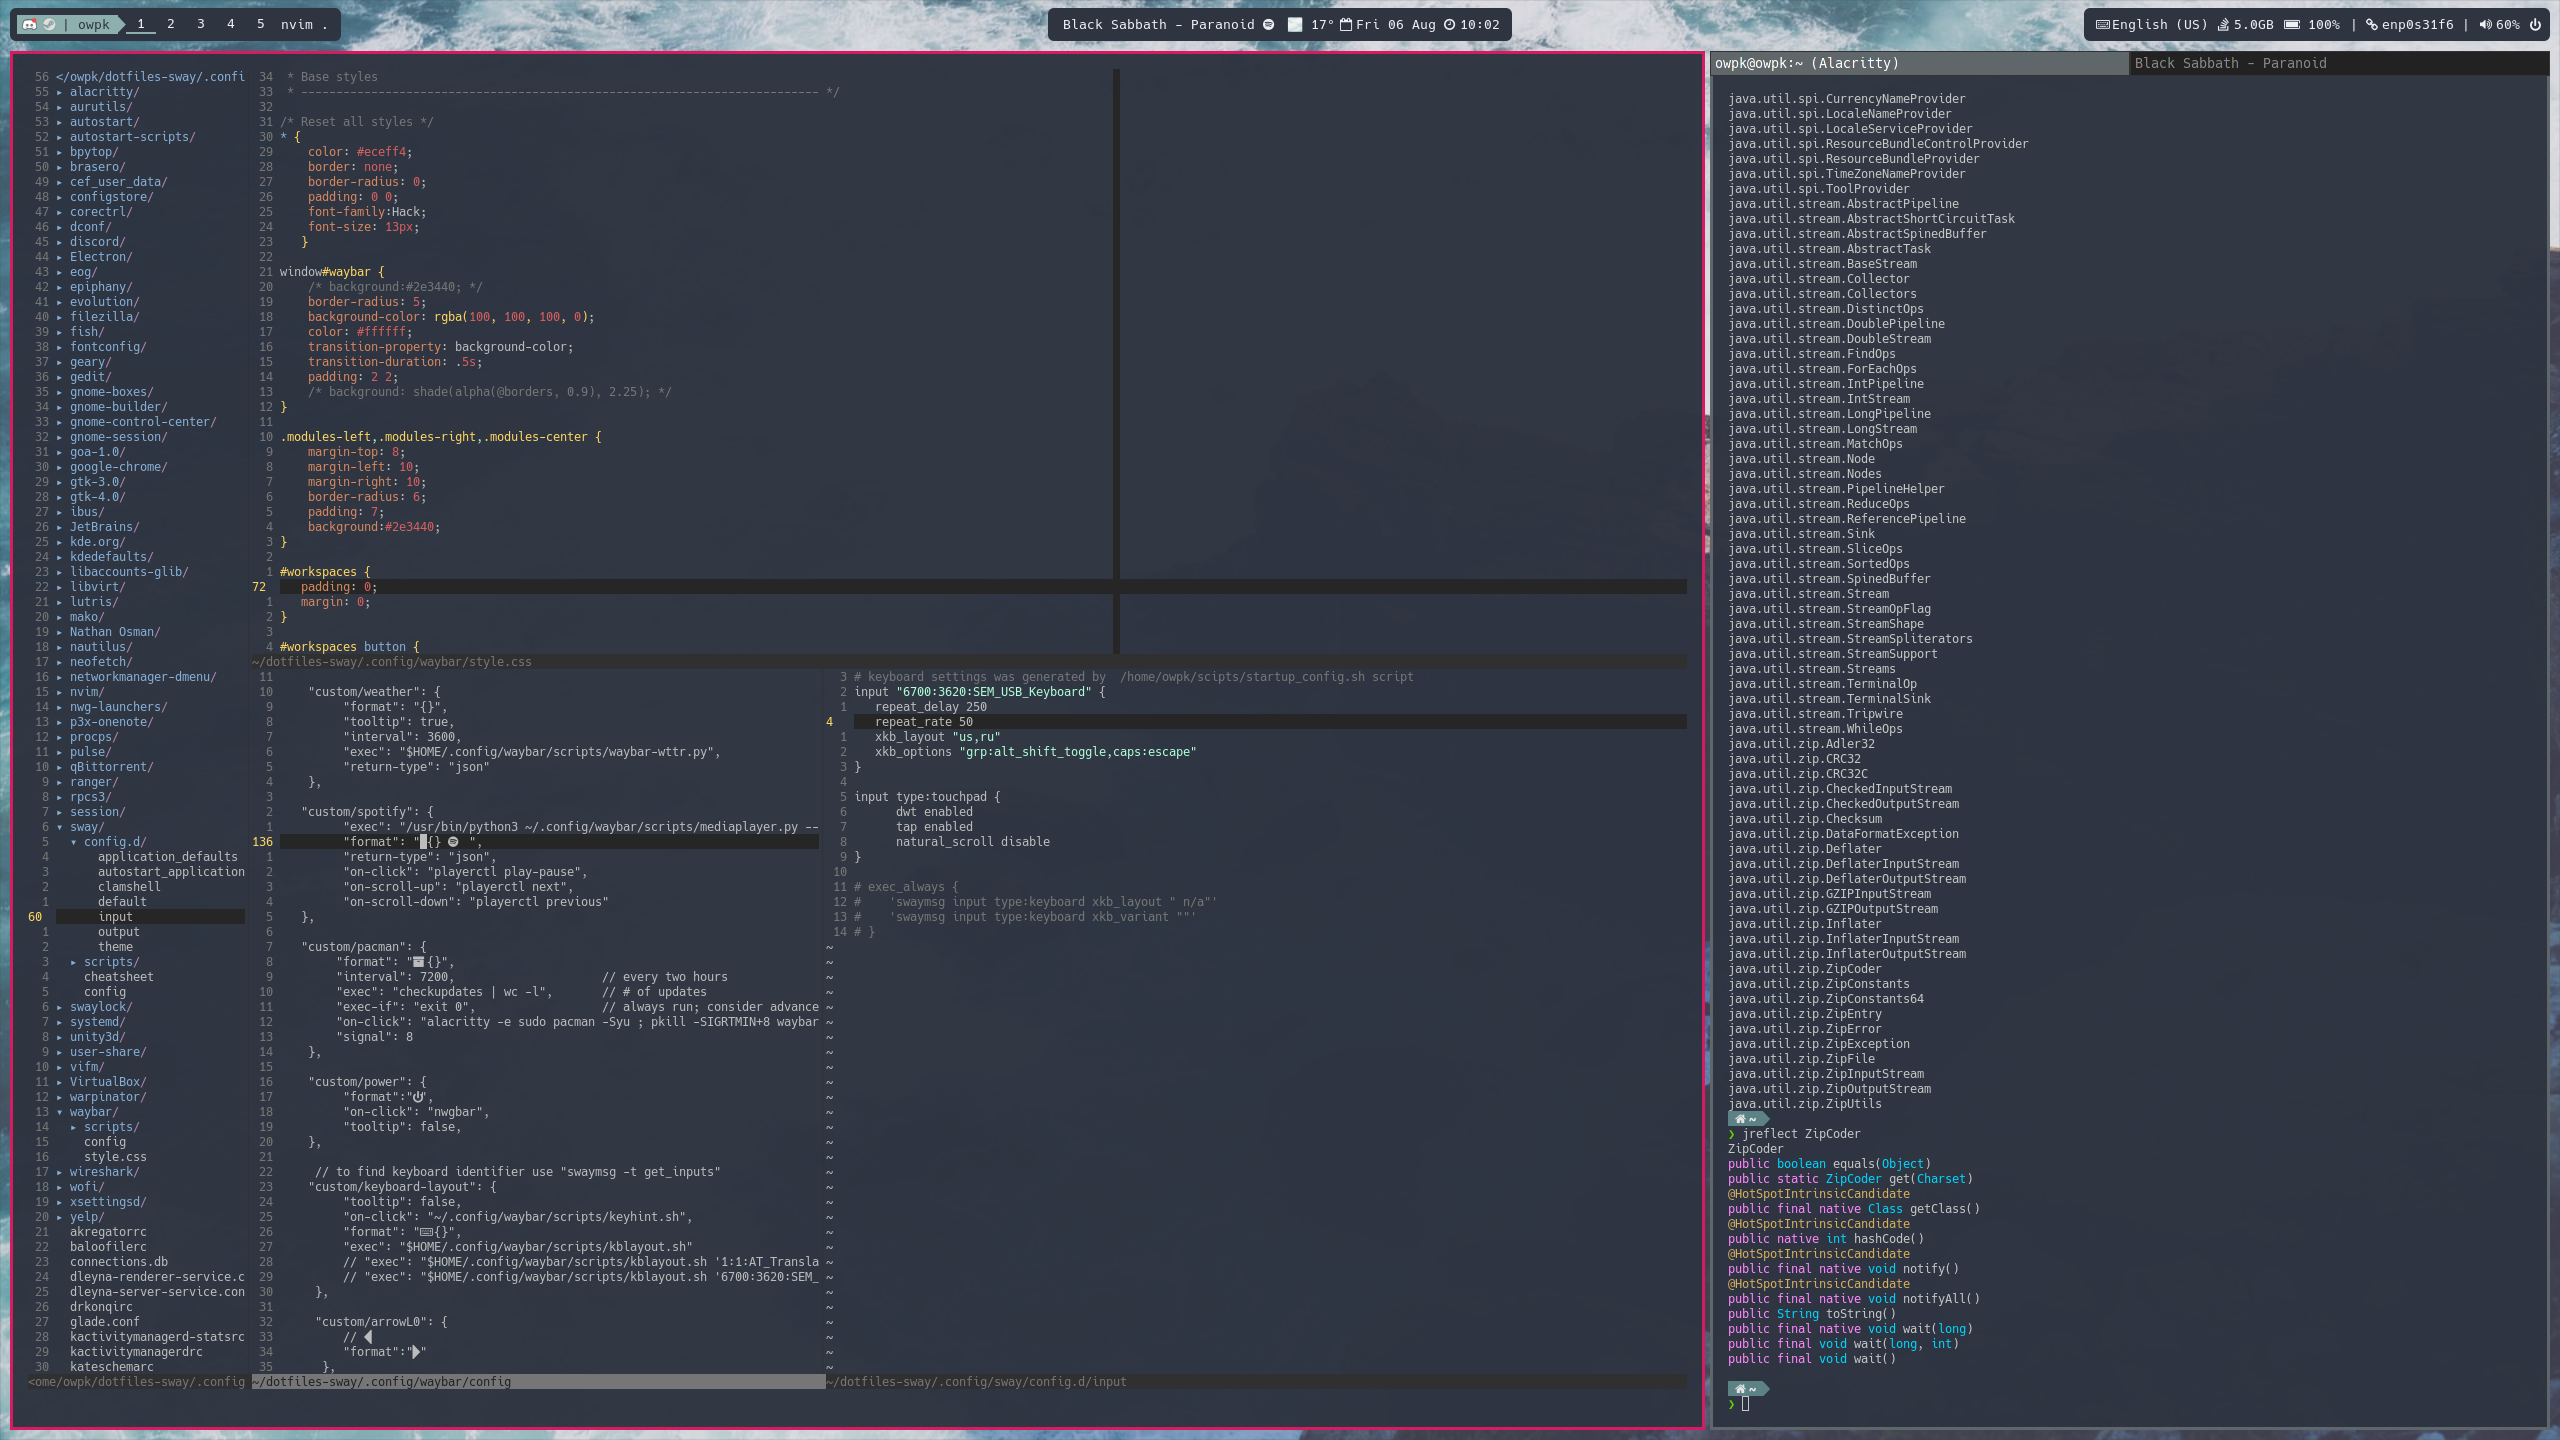 | owpk 1 2 3 4 5 nvim .
Black Sabbath - Paranoid 17° Fri 06 Aug 10:02
English (US) 5.0GB 100% | enp0s31f6 | 60%
56 </owpk/dotfiles-sway/.confi
55 ▸ alacritty/
54 ▸ aurutils/
53 ▸ autostart/
52 ▸ autostart-scripts/
51 ▸ bpytop/
50 ▸ brasero/
49 ▸ cef_user_data/
48 ▸ configstore/
47 ▸ corectrl/
46 ▸ dconf/
45 ▸ discord/
44 ▸ Electron/
43 ▸ eog/
42 ▸ epiphany/
41 ▸ evolution/
40 ▸ filezilla/
39 ▸ fish/
38 ▸ fontconfig/
37 ▸ geary/
36 ▸ gedit/
35 ▸ gnome-boxes/
34 ▸ gnome-builder/
33 ▸ gnome-control-center/
32 ▸ gnome-session/
31 ▸ goa-1.0/
30 ▸ google-chrome/
29 ▸ gtk-3.0/
28 ▸ gtk-4.0/
27 ▸ ibus/
26 ▸ JetBrains/
25 ▸ kde.org/
24 ▸ kdedefaults/
23 ▸ libaccounts-glib/
22 ▸ libvirt/
21 ▸ lutris/
20 ▸ mako/
19 ▸ Nathan Osman/
18 ▸ nautilus/
17 ▸ neofetch/
16 ▸ networkmanager-dmenu/
15 ▸ nvim/
14 ▸ nwg-launchers/
13 ▸ p3x-onenote/
12 ▸ procps/
11 ▸ pulse/
10 ▸ qBittorrent/
9 ▸ ranger/
8 ▸ rpcs3/
7 ▸ session/
6 ▾ sway/
5 ▾ config.d/
4 application_defaults
3 autostart_application
2 clamshell
1 default
60 input
1 output
2 theme
3 ▸ scripts/
4 cheatsheet
5 config
6 ▸ swaylock/
7 ▸ systemd/
8 ▸ unity3d/
9 ▸ user-share/
10 ▸ vifm/
11 ▸ VirtualBox/
12 ▸ warpinator/
13 ▾ waybar/
14 ▸ scripts/
15 config
16 style.css
17 ▸ wireshark/
18 ▸ wofi/
19 ▸ xsettingsd/
20 ▸ yelp/
21 akregatorrc
22 baloofilerc
23 connections.db
24 dleyna-renderer-service.c
25 dleyna-server-service.con
26 drkonqirc
27 glade.conf
28 kactivitymanagerd-statsrc
29 kactivitymanagerdrc
30 kateschemarc
<ome/owpk/dotfiles-sway/.config
34 * Base styles
33 * -------------------------------------------------------------------------- */
32
31 /* Reset all styles */
30 * {
29 color: #eceff4;
28 border: none;
27 border-radius: 0;
26 padding: 0 0;
25 font-family:Hack;
24 font-size: 13px;
23 }
22
21 window#waybar {
20 /* background:#2e3440; */
19 border-radius: 5;
18 background-color: rgba(100, 100, 100, 0);
17 color: #ffffff;
16 transition-property: background-color;
15 transition-duration: .5s;
14 padding: 2 2;
13 /* background: shade(alpha(@borders, 0.9), 2.25); */
12 }
11
10 .modules-left,.modules-right,.modules-center {
9 margin-top: 8;
8 margin-left: 10;
7 margin-right: 10;
6 border-radius: 6;
5 padding: 7;
4 background:#2e3440;
3 }
2
1 #workspaces {
72 padding: 0;
1 margin: 0;
2 }
3
4 #workspaces button {
~/dotfiles-sway/.config/waybar/style.css
11
10 "custom/weather": {
9 "format": "{}",
8 "tooltip": true,
7 "interval": 3600,
6 "exec": "$HOME/.config/waybar/scripts/waybar-wttr.py",
5 "return-type": "json"
4 },
3
2 "custom/spotify": {
1 "exec": "/usr/bin/python3 ~/.config/waybar/scripts/mediaplayer.py --
136 "format": " {} ",
1 "return-type": "json",
2 "on-click": "playerctl play-pause",
3 "on-scroll-up": "playerctl next",
4 "on-scroll-down": "playerctl previous"
5 },
6
7 "custom/pacman": {
8 "format": " {}",
9 "interval": 7200, // every two hours
10 "exec": "checkupdates | wc -l", // # of updates
11 "exec-if": "exit 0", // always run; consider advance
12 "on-click": "alacritty -e sudo pacman -Syu ; pkill -SIGRTMIN+8 waybar
13 "signal": 8
14 },
15
16 "custom/power": {
17 "format":"⏻",
18 "on-click": "nwgbar",
19 "tooltip": false,
20 },
21
22 // to find keyboard identifier use "swaymsg -t get_inputs"
23 "custom/keyboard-layout": {
24 "tooltip": false,
25 "on-click": "~/.config/waybar/scripts/keyhint.sh",
26 "format": "⌨{}",
27 "exec": "$HOME/.config/waybar/scripts/kblayout.sh"
28 // "exec": "$HOME/.config/waybar/scripts/kblayout.sh '1:1:AT_Transla
29 // "exec": "$HOME/.config/waybar/scripts/kblayout.sh '6700:3620:SEM_
30 },
31
32 "custom/arrowL0": {
33 //
34 "format":""
35 },
~/dotfiles-sway/.config/waybar/config
3 # keyboard settings was generated by /home/owpk/scipts/startup_config.sh script
2 input "6700:3620:SEM_USB_Keyboard" {
1 repeat_delay 250
4 repeat_rate 50
1 xkb_layout "us,ru"
2 xkb_options "grp:alt_shift_toggle,caps:escape"
3 }
4
5 input type:touchpad {
6 dwt enabled
7 tap enabled
8 natural_scroll disable
9 }
10
11 # exec_always {
12 # 'swaymsg input type:keyboard xkb_layout " n/a"'
13 # 'swaymsg input type:keyboard xkb_variant ""'
14 # }
~/dotfiles-sway/.config/sway/config.d/input
owpk@owpk:~ (Alacritty) Black Sabbath - Paranoid
java.util.spi.CurrencyNameProvider
java.util.spi.LocaleNameProvider
java.util.spi.LocaleServiceProvider
java.util.spi.ResourceBundleControlProvider
java.util.spi.ResourceBundleProvider
java.util.spi.TimeZoneNameProvider
java.util.spi.ToolProvider
java.util.stream.AbstractPipeline
java.util.stream.AbstractShortCircuitTask
java.util.stream.AbstractSpinedBuffer
java.util.stream.AbstractTask
java.util.stream.BaseStream
java.util.stream.Collector
java.util.stream.Collectors
java.util.stream.DistinctOps
java.util.stream.DoublePipeline
java.util.stream.DoubleStream
java.util.stream.FindOps
java.util.stream.ForEachOps
java.util.stream.IntPipeline
java.util.stream.IntStream
java.util.stream.LongPipeline
java.util.stream.LongStream
java.util.stream.MatchOps
java.util.stream.Node
java.util.stream.Nodes
java.util.stream.PipelineHelper
java.util.stream.ReduceOps
java.util.stream.ReferencePipeline
java.util.stream.Sink
java.util.stream.SliceOps
java.util.stream.SortedOps
java.util.stream.SpinedBuffer
java.util.stream.Stream
java.util.stream.StreamOpFlag
java.util.stream.StreamShape
java.util.stream.StreamSpliterators
java.util.stream.StreamSupport
java.util.stream.Streams
java.util.stream.TerminalOp
java.util.stream.TerminalSink
java.util.stream.Tripwire
java.util.stream.WhileOps
java.util.zip.Adler32
java.util.zip.CRC32
java.util.zip.CRC32C
java.util.zip.CheckedInputStream
java.util.zip.CheckedOutputStream
java.util.zip.Checksum
java.util.zip.DataFormatException
java.util.zip.Deflater
java.util.zip.DeflaterInputStream
java.util.zip.DeflaterOutputStream
java.util.zip.GZIPInputStream
java.util.zip.GZIPOutputStream
java.util.zip.Inflater
java.util.zip.InflaterInputStream
java.util.zip.InflaterOutputStream
java.util.zip.ZipCoder
java.util.zip.ZipConstants
java.util.zip.ZipConstants64
java.util.zip.ZipEntry
java.util.zip.ZipError
java.util.zip.ZipException
java.util.zip.ZipFile
java.util.zip.ZipInputStream
java.util.zip.ZipOutputStream
java.util.zip.ZipUtils
~
❯ jreflect ZipCoder
ZipCoder
public boolean equals(Object)
public static ZipCoder get(Charset)
@HotSpotIntrinsicCandidate
public final native Class getClass()
@HotSpotIntrinsicCandidate
public native int hashCode()
@HotSpotIntrinsicCandidate
public final native void notify()
@HotSpotIntrinsicCandidate
public final native void notifyAll()
public String toString()
public final native void wait(long)
public final void wait(long, int)
public final void wait()
~
❯